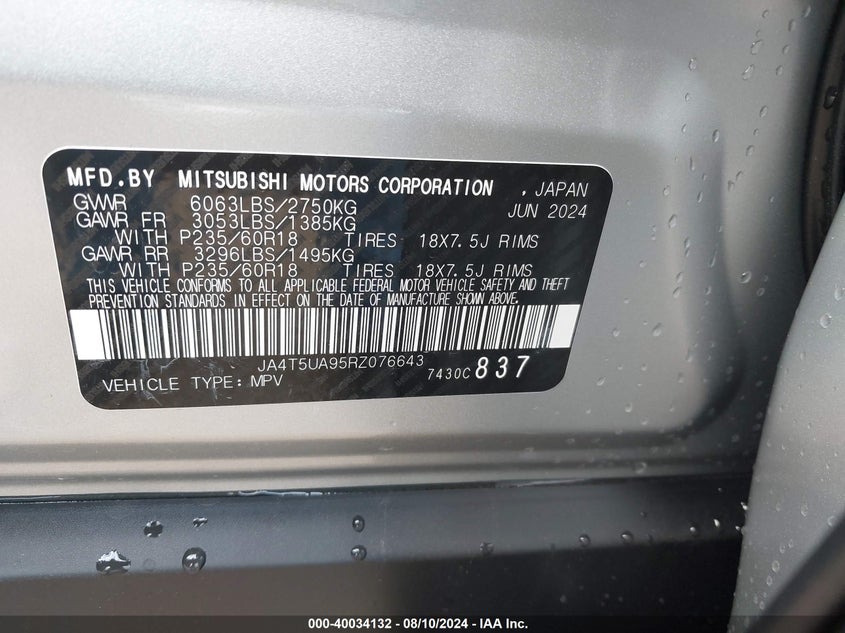 MFD.BY MITSUBISHI MOTORS CORPORATION , JAPAN
GVWR 6063LBS/2750KG JUN 2024
GAWR FR 3053LBS/1385KG
WITH P235/60R18 TIRES 18X7.5J RIMS
GAWR RR 3296LBS/1495KG
WITH P235/60R18 TIRES 18X7.5J RIMS
THIS VEHICLE CONFORMS TO ALL APPLICABLE FEDERAL MOTOR VEHICLE SAFETY AND THEFT
PREVENTION STANDARDS IN EFFECT ON THE DATE OF MANUFACTURE SHOWN ABOVE.
JA4T5UA95RZ076643
VEHICLE TYPE: MPV 7430C 837
000-40034132 - 08/10/2024 - IAA Inc.